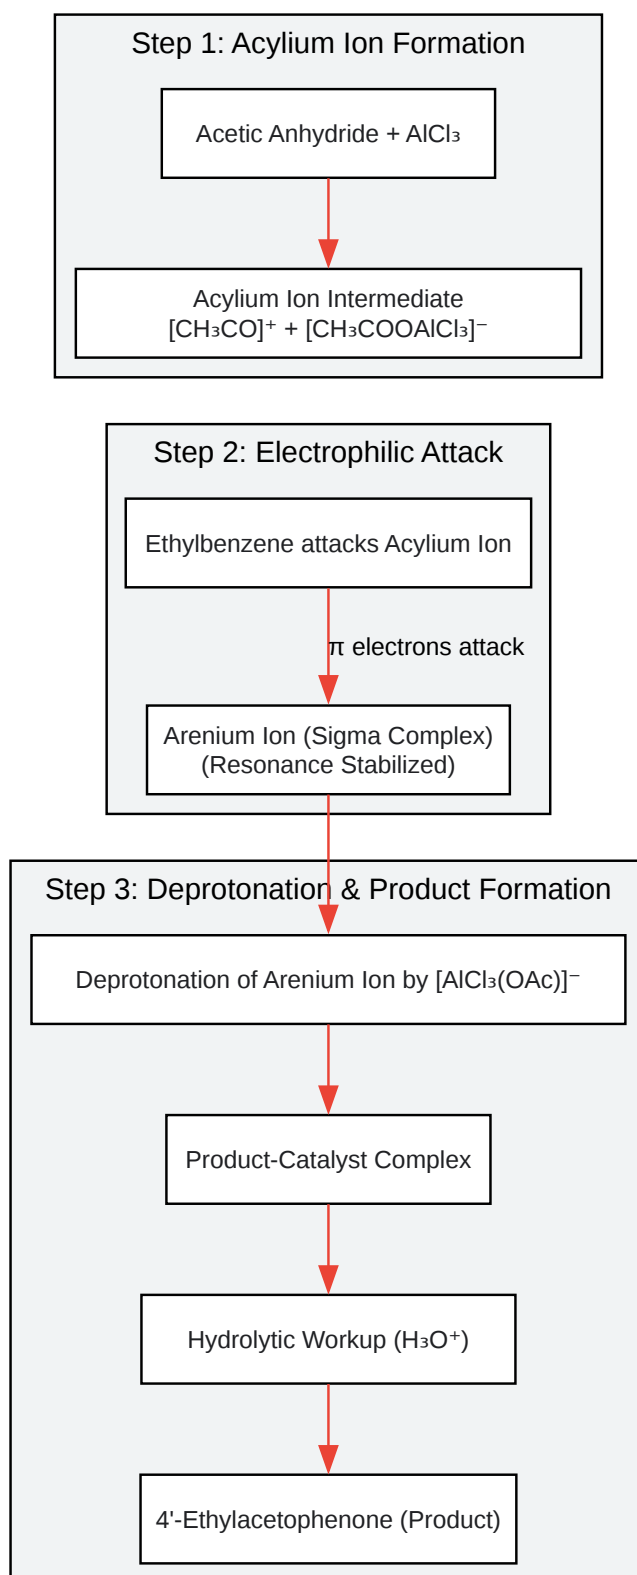 Step 1: Acylium Ion Formation
Acetic Anhydride + AlCl₃
Acylium Ion Intermediate
[CH₃CO]⁺ + [CH₃COOAlCl₃]⁻
Step 2: Electrophilic Attack
Ethylbenzene attacks Acylium Ion
π electrons attack
Arenium Ion (Sigma Complex)
(Resonance Stabilized)
Step 3: Deprotonation & Product Formation
Deprotonation of Arenium Ion by [AlCl₃(OAc)]⁻
Product-Catalyst Complex
Hydrolytic Workup (H₃O⁺)
4'-Ethylacetophenone (Product)